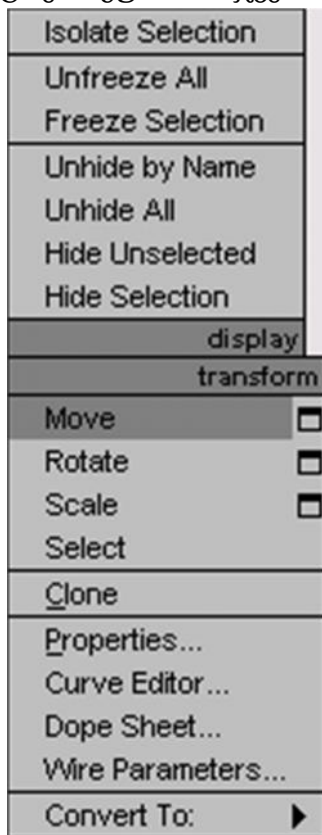 Isolate Selection
Unfreeze All
Freeze Selection
Unhide by Name
Unhide All
Hide Unselected
Hide Selection
display
transform
Move
Rotate
Scale
Select
Clone
Properties...
Curve Editor...
Dope Sheet...
Wire Parameters...
Convert To: